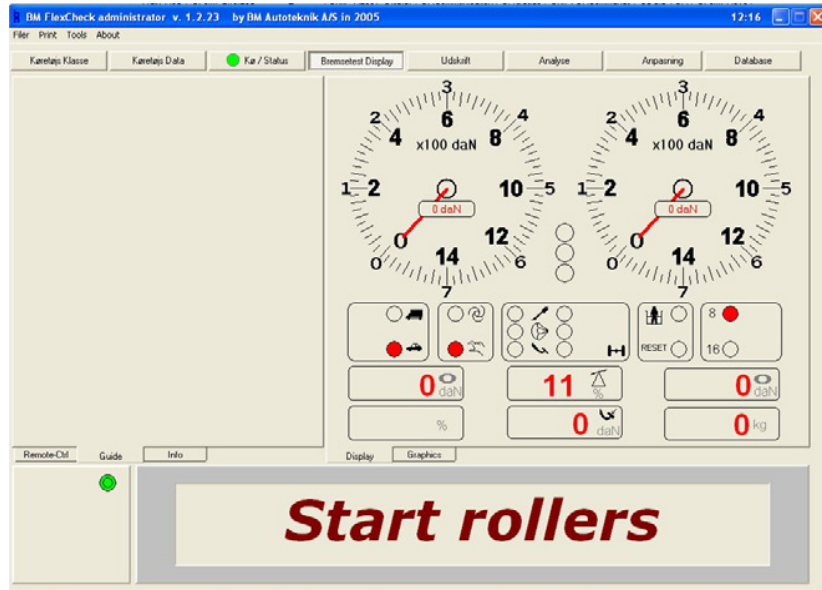 BM FlexCheck administrator v. 1.2.23 by BM Autoteknik A/S in 2005 12:16
Filer Print Tools About
Køretøjs Klasse Køretøjs Data Kø / Status Bremsetest Display Udskrift Analyse Anpasning Database
3 3
2 6 4 2 6 4
4 x100 daN 8 4 x100 daN 8
1 2 10 5 1 2 10 5
0 daN 0 daN
0 12 0 12
0 14 6 0 14 6
7 7
8
RESET 16
0 daN 11 % 0 daN
% 0 daN 0 kg
Remote-Ctrl Guide Info Display Graphics
Start rollers